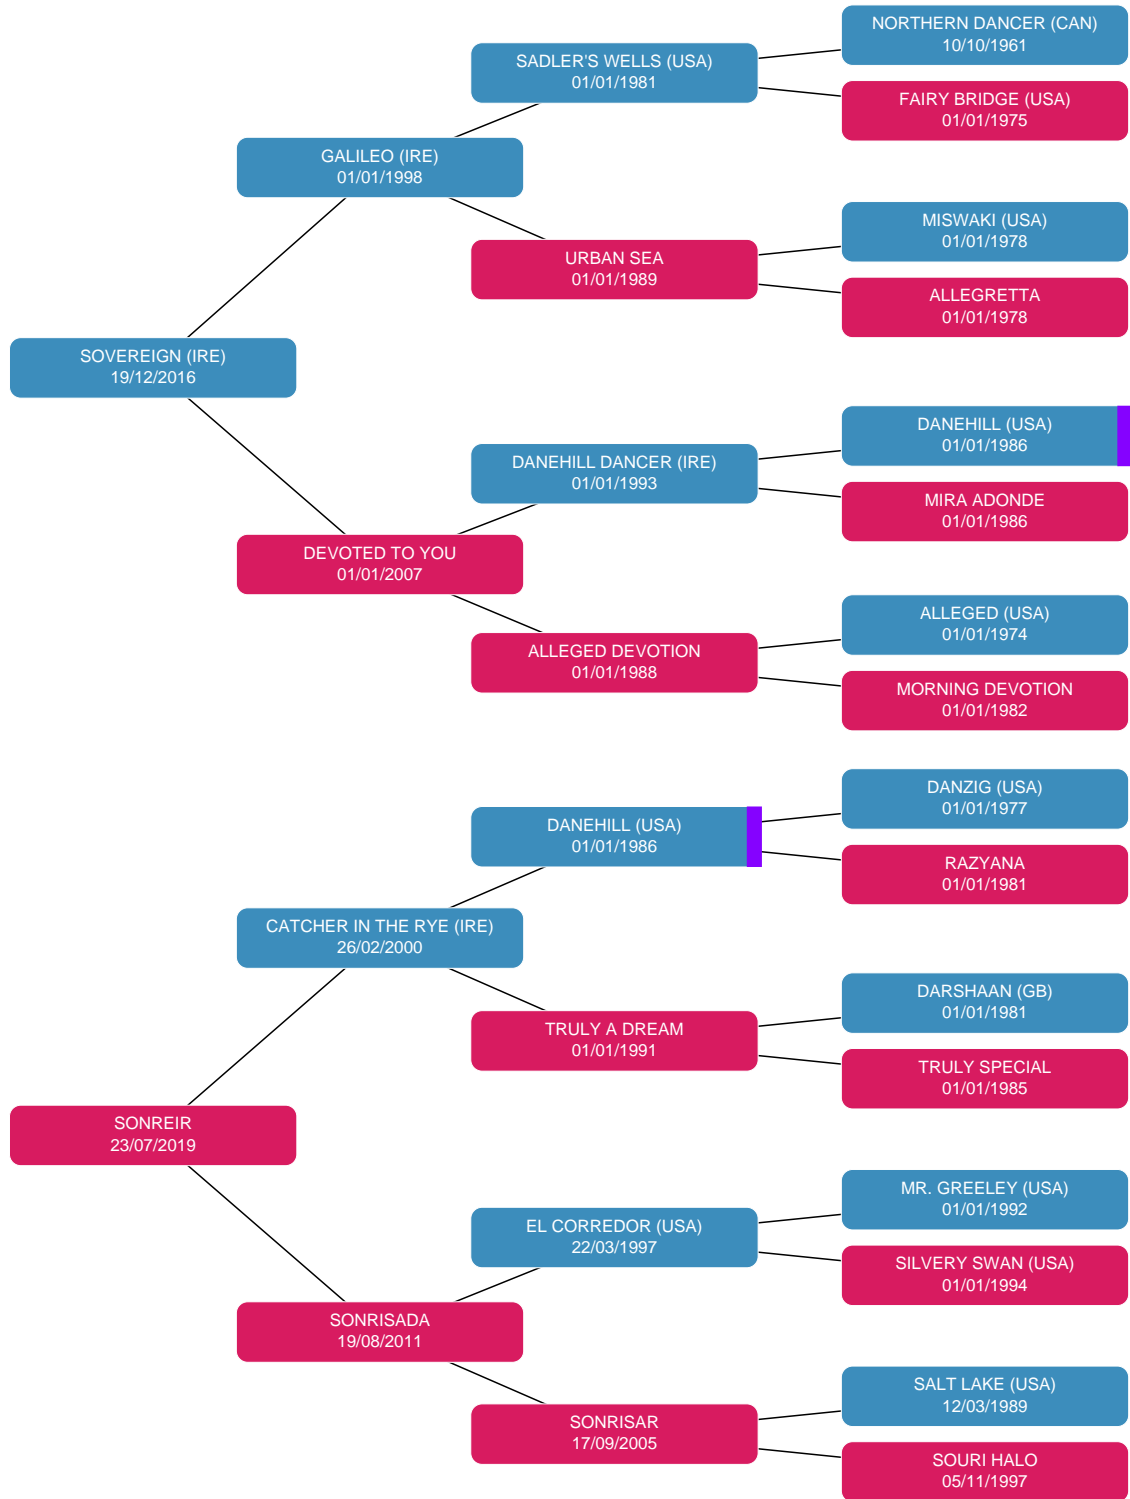 NORTHERN DANCER (CAN)
10/10/1961
SADLER'S WELLS (USA)
01/01/1981
FAIRY BRIDGE (USA)
01/01/1975
GALILEO (IRE)
01/01/1998
MISWAKI (USA)
01/01/1978
URBAN SEA
01/01/1989
ALLEGRETTA
01/01/1978
SOVEREIGN (IRE)
19/12/2016
DANEHILL (USA)
01/01/1986
DANEHILL DANCER (IRE)
01/01/1993
MIRA ADONDE
01/01/1986
DEVOTED TO YOU
01/01/2007
ALLEGED (USA)
01/01/1974
ALLEGED DEVOTION
01/01/1988
MORNING DEVOTION
01/01/1982
DANZIG (USA)
01/01/1977
DANEHILL (USA)
01/01/1986
RAZYANA
01/01/1981
CATCHER IN THE RYE (IRE)
26/02/2000
DARSHAAN (GB)
01/01/1981
TRULY A DREAM
01/01/1991
TRULY SPECIAL
01/01/1985
SONREIR
23/07/2019
MR. GREELEY (USA)
01/01/1992
EL CORREDOR (USA)
22/03/1997
SILVERY SWAN (USA)
01/01/1994
SONRISADA
19/08/2011
SALT LAKE (USA)
12/03/1989
SONRISAR
17/09/2005
SOURI HALO
05/11/1997